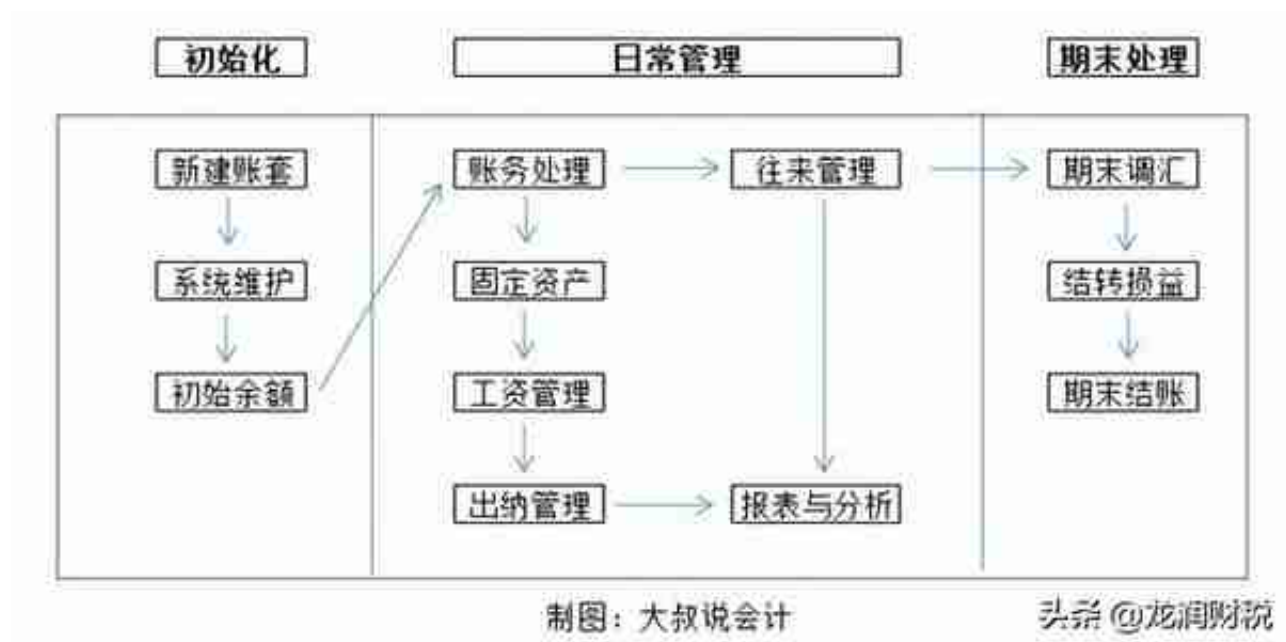 初始化 日常管理 期末处理
新建账套 账务处理 往来管理 期末调汇
系统维护 固定资产 结转损益
初始余额 工资管理 期末结账
出纳管理 报表与分析
制图：大叔说会计
头条 @龙润财税